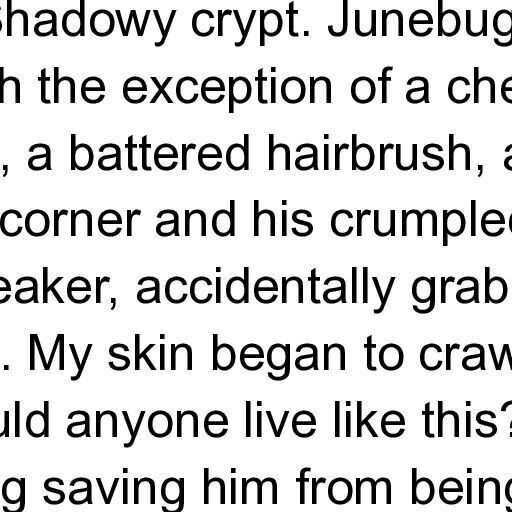 Shadowy crypt. Junebug
h the exception of a che
, a battered hairbrush, a
corner and his crumpled
eaker, accidentally grab
. My skin began to craw
uld anyone live like this?
g saving him from being